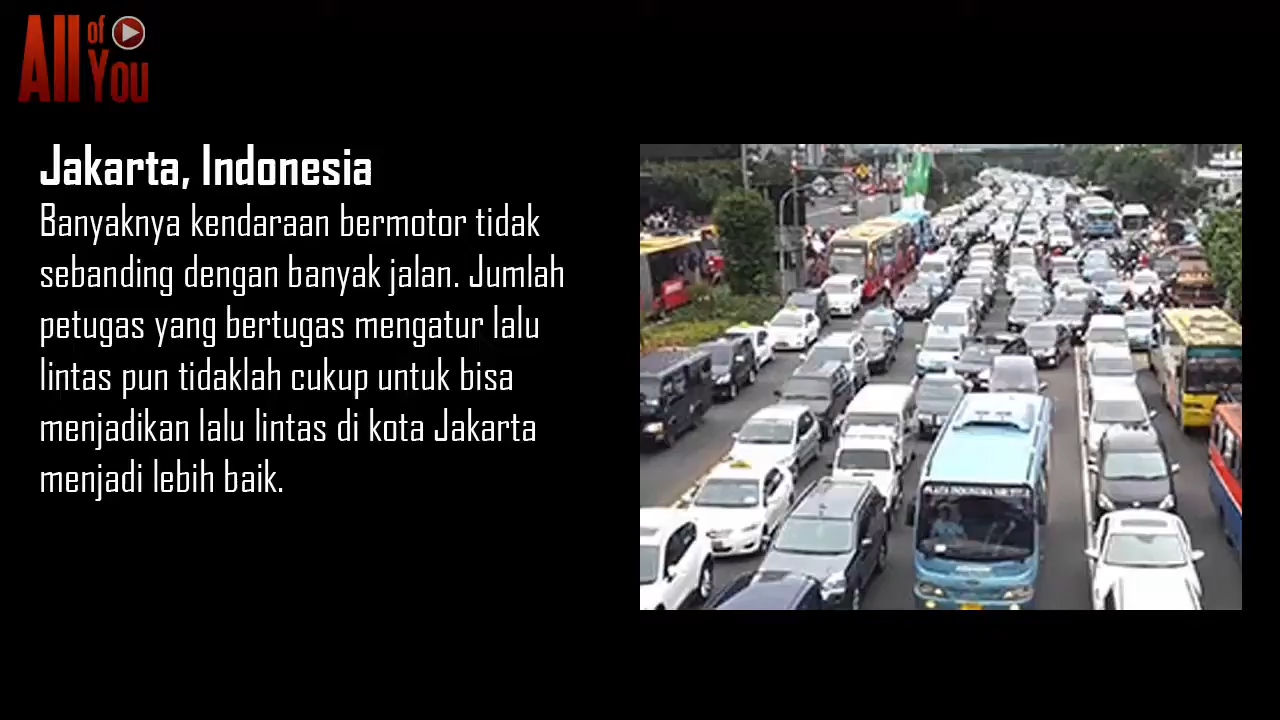 All of You
Jakarta, Indonesia
Banyaknya kendaraan bermotor tidak
sebanding dengan banyak jalan. Jumlah
petugas yang bertugas mengatur lalu
lintas pun tidaklah cukup untuk bisa
menjadikan lalu lintas di kota Jakarta
menjadi lebih baik.